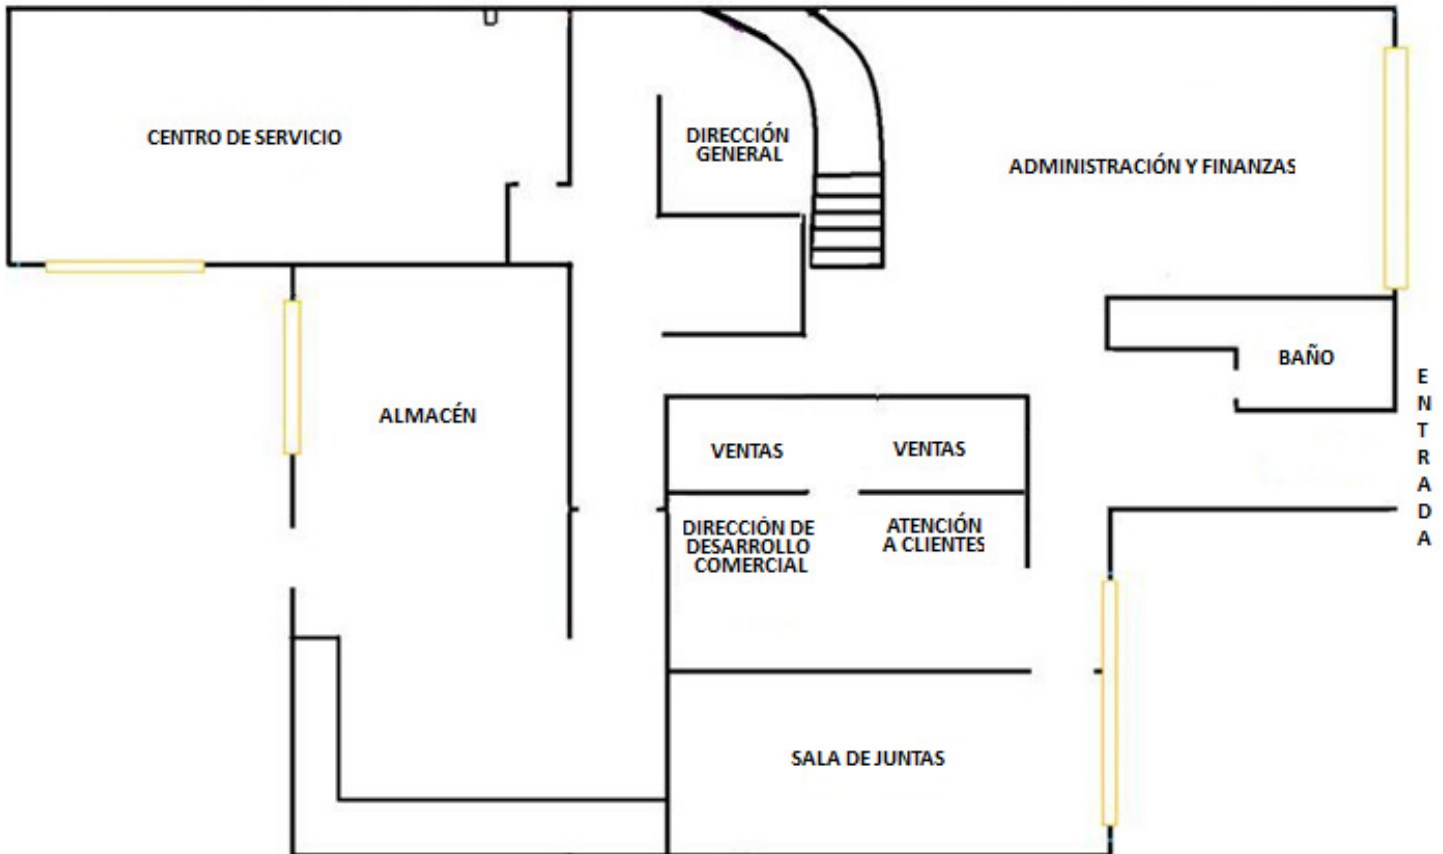 CENTRO DE SERVICIO
DIRECCIÓN
GENERAL
ADMINISTRACIÓN Y FINANZAS
BAÑO
ENTRADA
ALMACÉN
VENTAS
VENTAS
DIRECCIÓN DE
DESARROLLO
COMERCIAL
ATENCIÓN
A CLIENTES
SALA DE JUNTAS